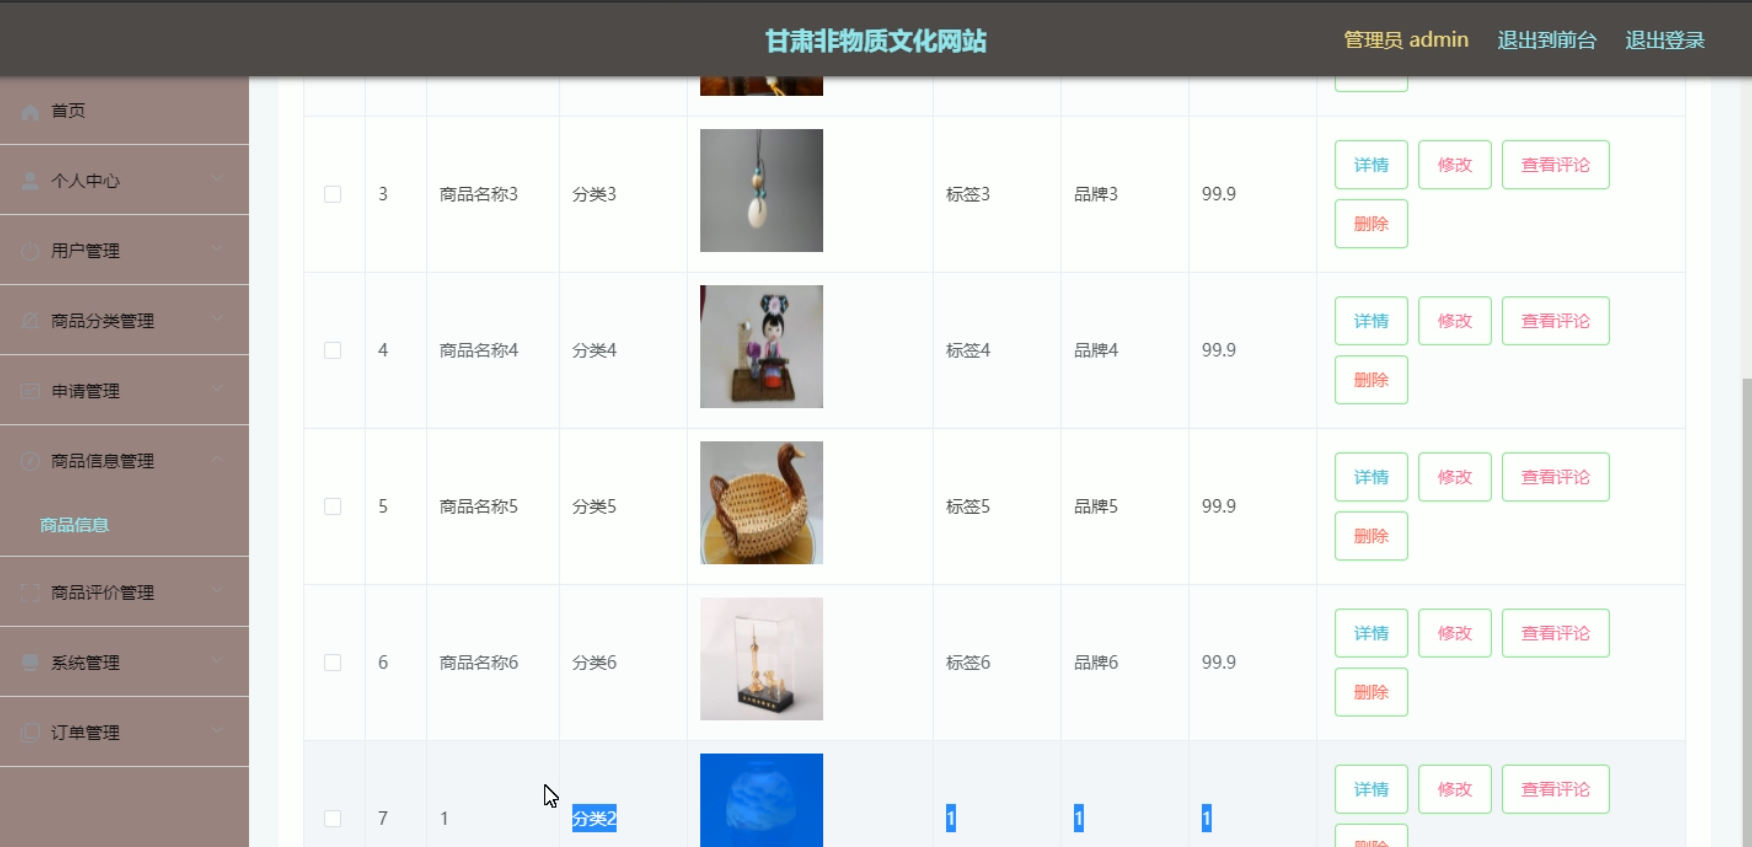 甘肃非物质文化网站
管理员 admin 退出到前台 退出登录
首页
个人中心
用户管理
商品分类管理
申请管理
商品信息管理
商品信息
商品评价管理
系统管理
订单管理
3 商品名称3 分类3 标签3 品牌3 99.9 详情 修改 查看评论
删除
4 商品名称4 分类4 标签4 品牌4 99.9 详情 修改 查看评论
删除
5 商品名称5 分类5 标签5 品牌5 99.9 详情 修改 查看评论
删除
6 商品名称6 分类6 标签6 品牌6 99.9 详情 修改 查看评论
删除
7 1 分类2 1 1 1 详情 修改 查看评论
删除